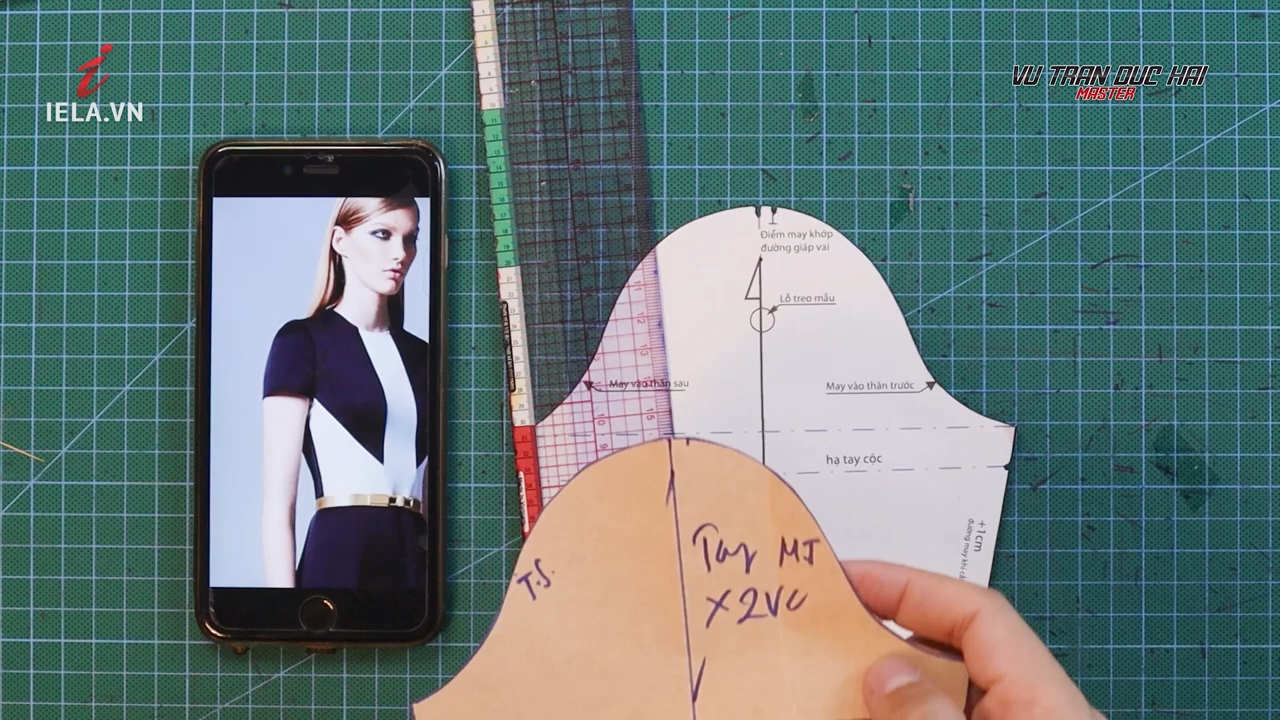 IELA.VN
VU TRAN DUC HAI
MASTER
Điểm may khớp
đường giáp vai
Lỗ treo mẫu
May vào thân sau
May vào thân trước
hạ tay cộc
+1cm
T.S.
Tay MJ
X2VC